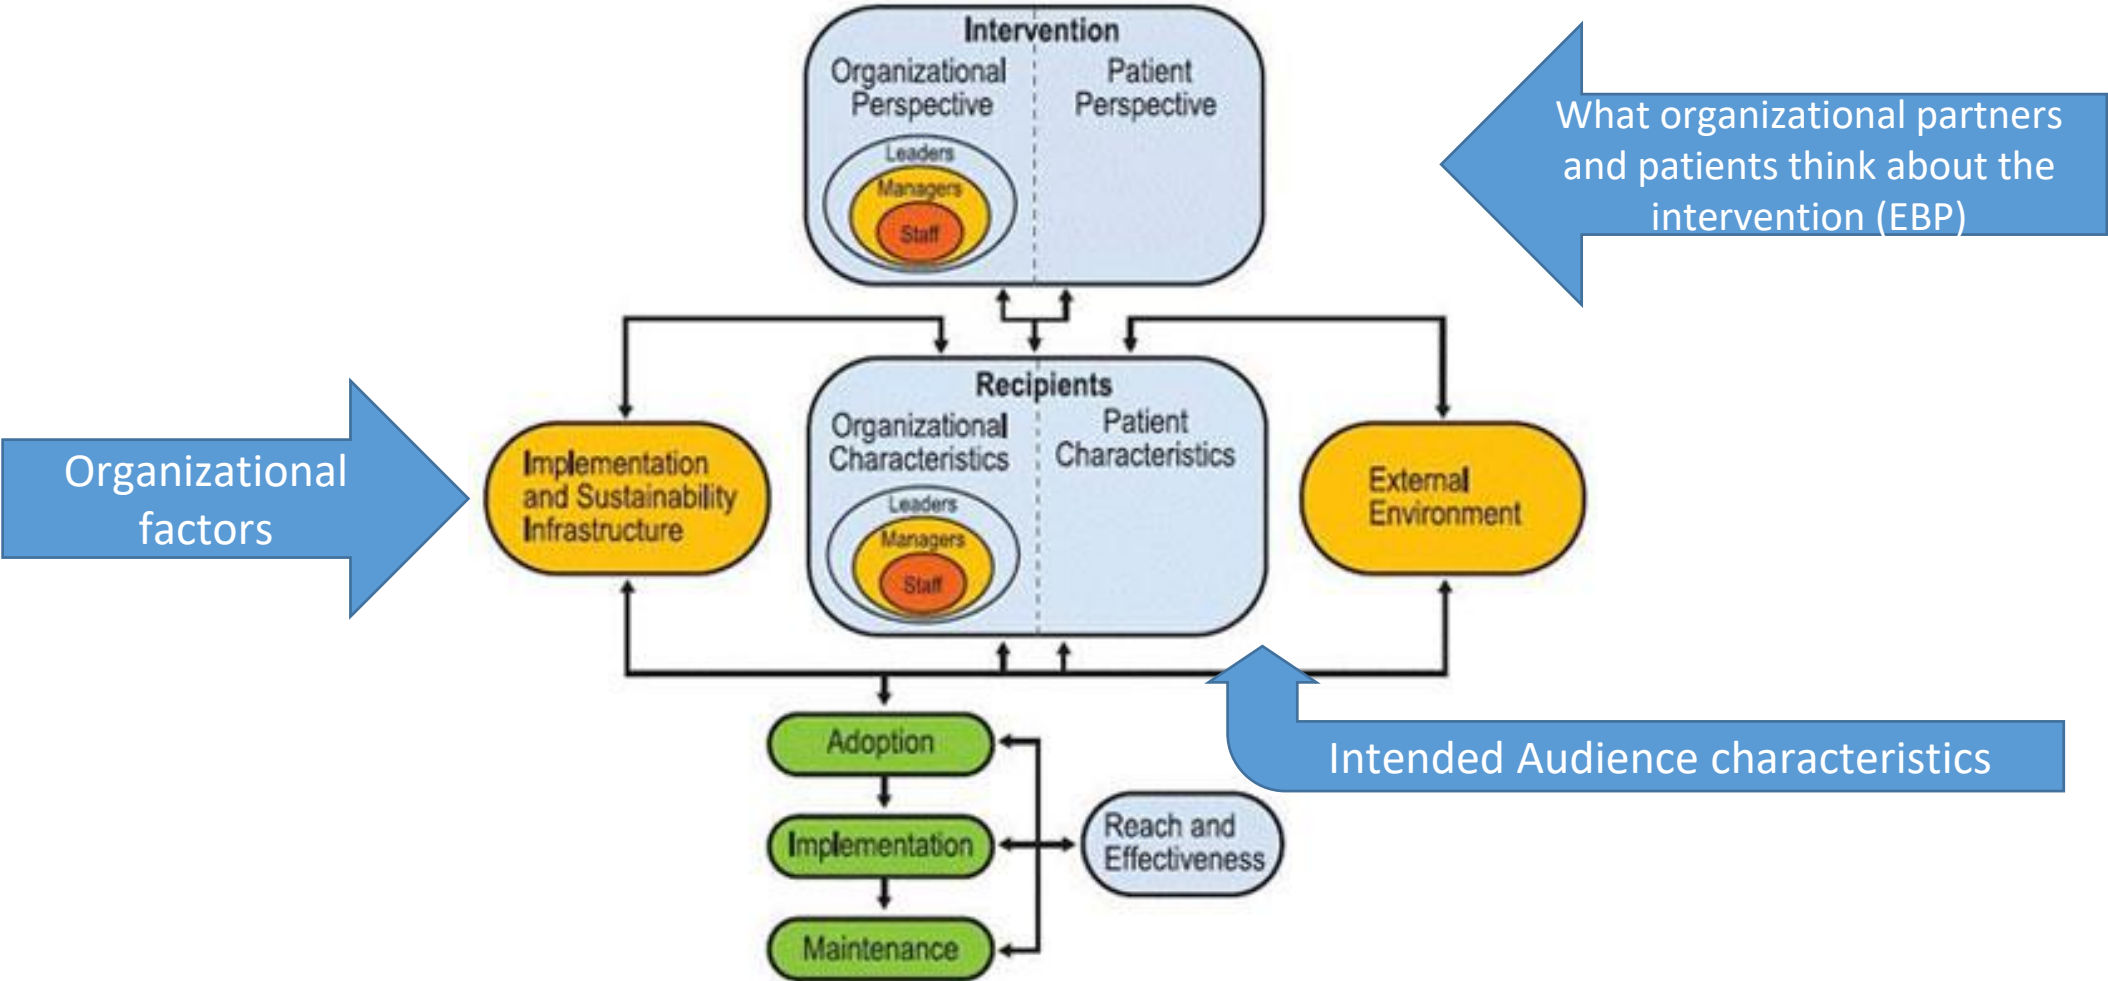 Intervention
Organizational
Perspective
Patient
Perspective
Leaders
Managers
Staff
What organizational partners
and patients think about the
intervention (EBP)
Recipients
Organizational
Characteristics
Patient
Characteristics
Leaders
Managers
Staff
Organizational
factors
Implementation
and Sustainability
Infrastructure
External
Environment
Adoption
Implementation
Maintenance
Reach and
Effectiveness
Intended Audience characteristics